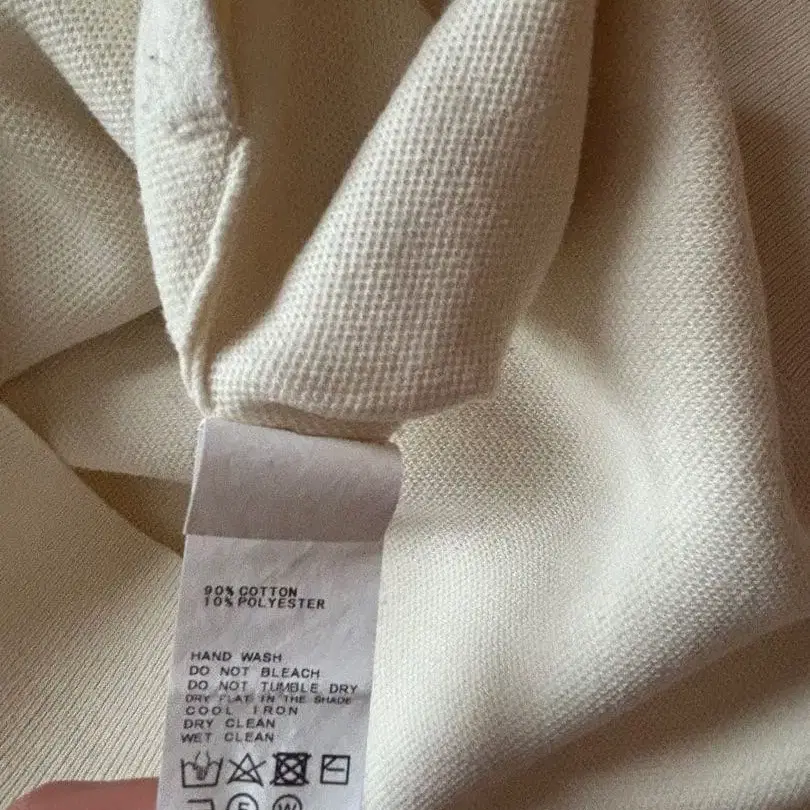 90% COTTON
10% POLYESTER
HAND WASH
DO NOT BLEACH
DO NOT TUMBLE DRY
DRY FLAT IN THE SHADE
COOL IRON
DRY CLEAN
WET CLEAN
F W